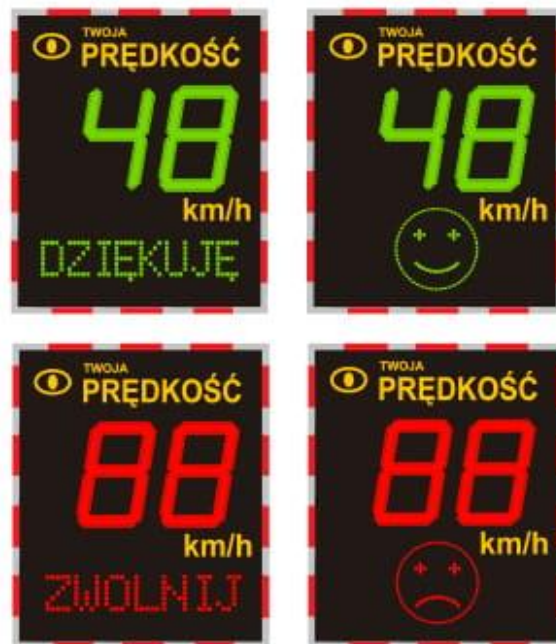 TWOJA
PRĘDKOŚĆ
48
km/h
DZIĘKUJĘ
TWOJA
PRĘDKOŚĆ
48
km/h
TWOJA
PRĘDKOŚĆ
88
km/h
ZWOLNIJ
TWOJA
PRĘDKOŚĆ
88
km/h